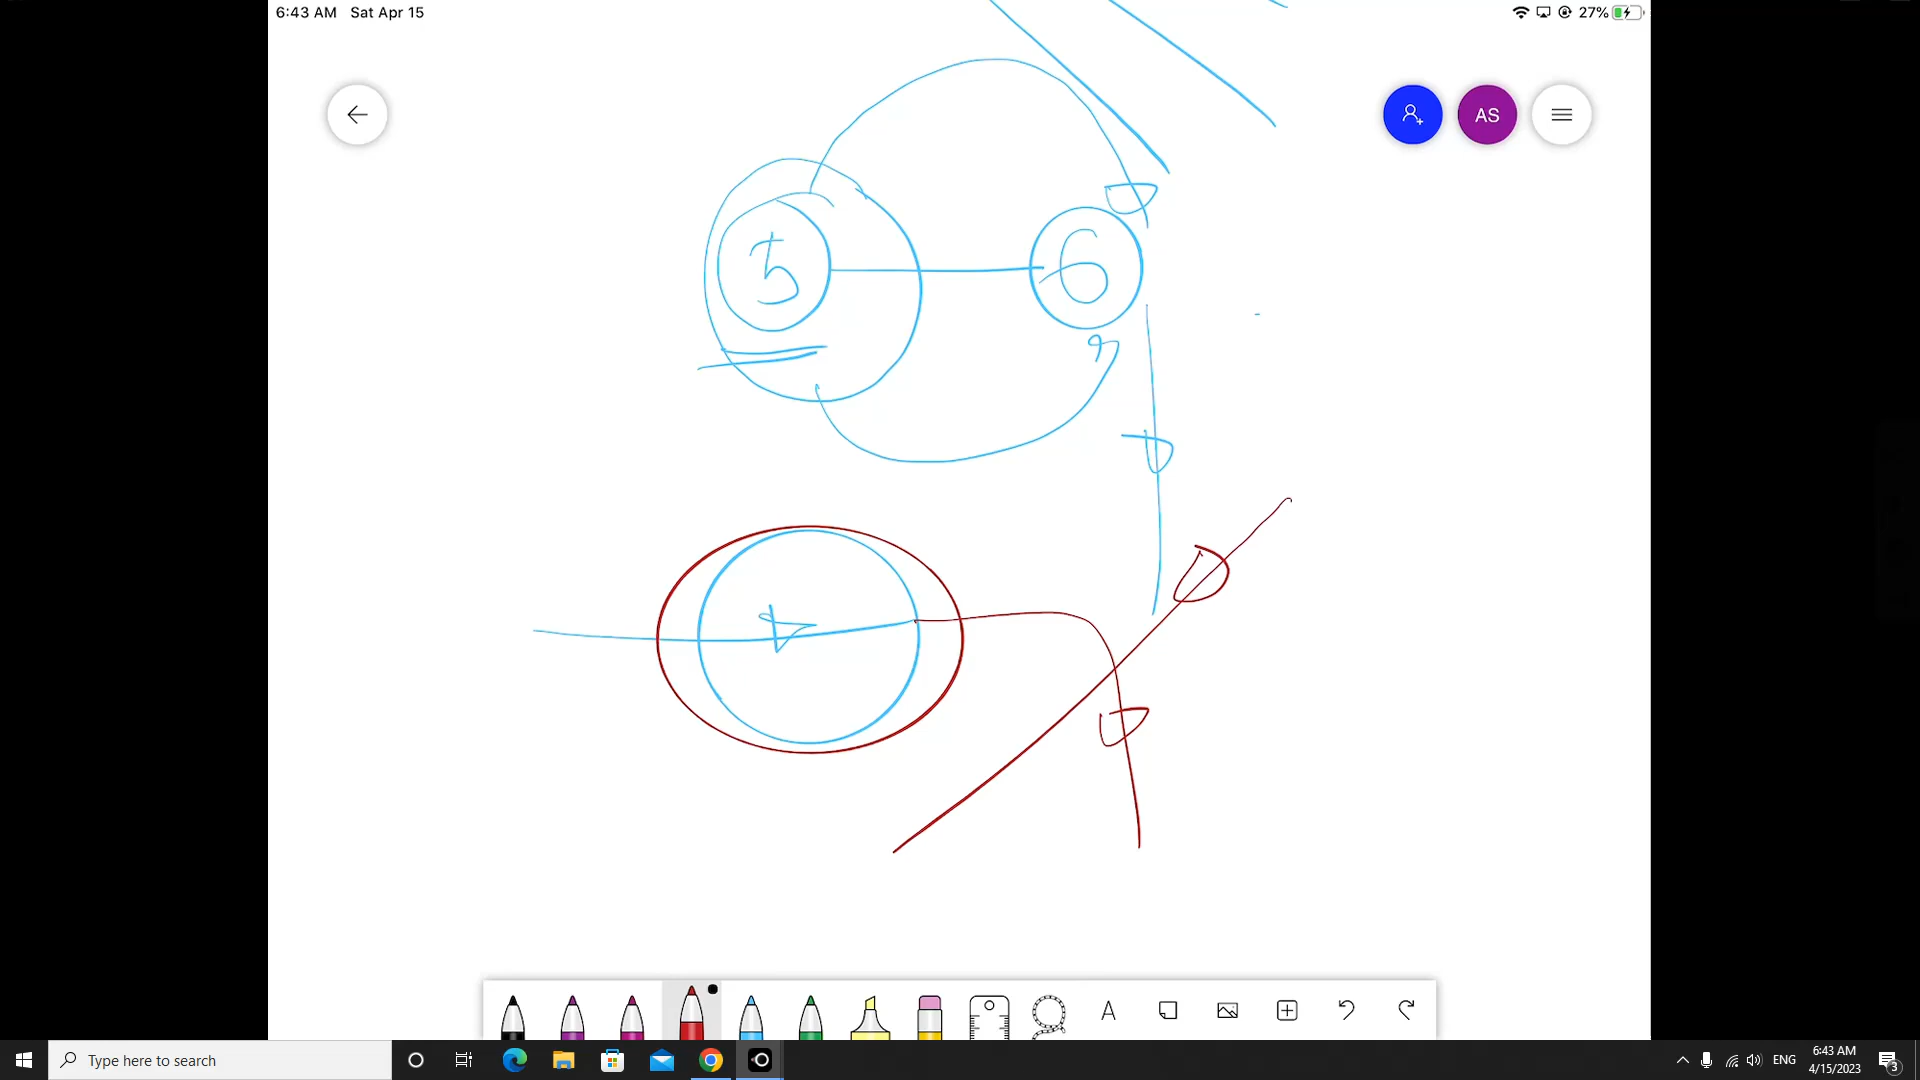 6:43 AM Sat Apr 15
27%
AS
5
6
A
Type here to search
ENG
6:43 AM
4/15/2023
3